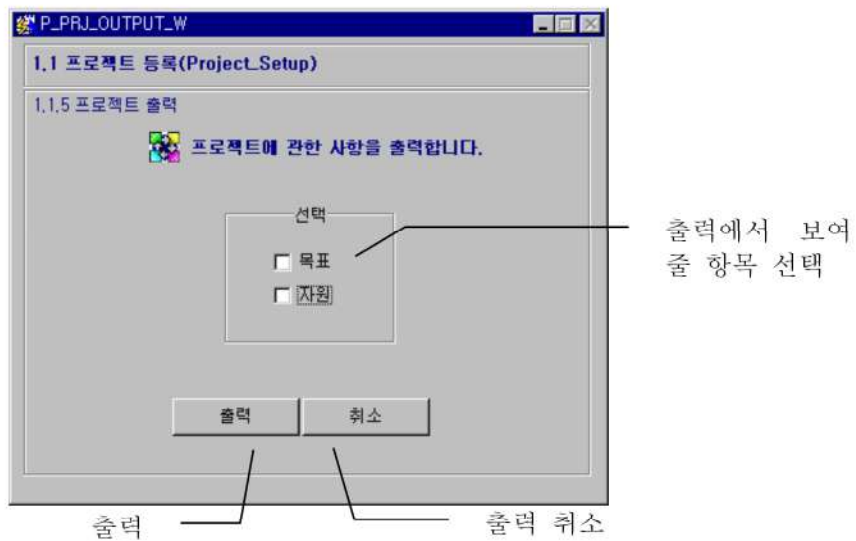 P_PRJ_OUTPUT_W
1.1 프로젝트 등록(Project_Setup)
1.1.5 프로젝트 출력
프로젝트에 관한 사항을 출력합니다.
선택
목표
자원
출력에서 보여
줄 항목 선택
출력 취소
출력
출력 취소